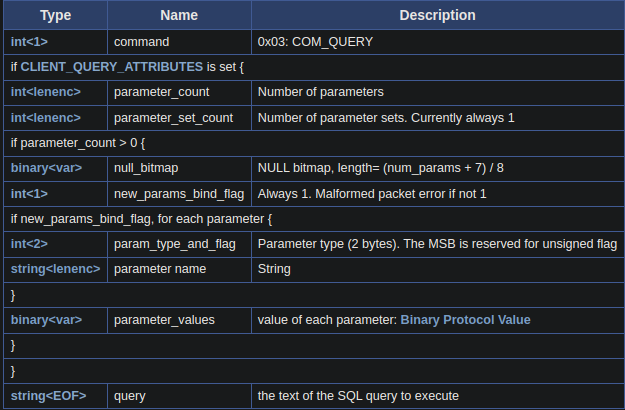 Type Name Description
int<1> command 0x03: COM_QUERY
if CLIENT_QUERY_ATTRIBUTES is set {
int<lenenc> parameter_count Number of parameters
int<lenenc> parameter_set_count Number of parameter sets. Currently always 1
if parameter_count > 0 {
binary<var> null_bitmap NULL bitmap, length= (num_params + 7) / 8
int<1> new_params_bind_flag Always 1. Malformed packet error if not 1
if new_params_bind_flag, for each parameter {
int<2> param_type_and_flag Parameter type (2 bytes). The MSB is reserved for unsigned flag
string<lenenc> parameter name String
}
binary<var> parameter_values value of each parameter: Binary Protocol Value
}
}
string<EOF> query the text of the SQL query to execute